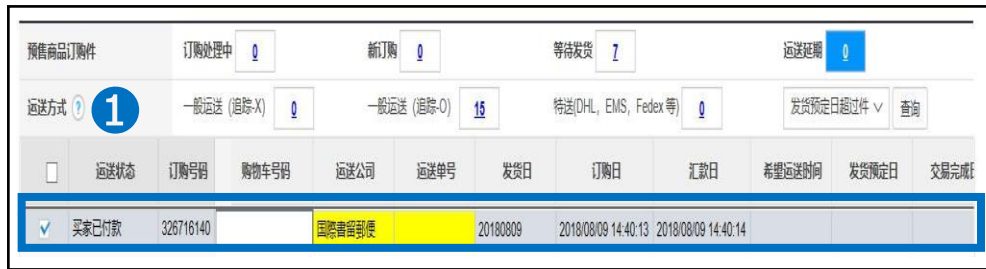 预售商品订购件 订购处理中 0 新订购 0 等待发货 7 运送延期 0
运送方式 ? 1 一般运送 (追踪-X) 0 一般运送 (追踪-O) 15 特送(DHL, EMS, Fedex 等) 0 发货预定日超过件 查询
运送状态 订购号码 购物车号码 运送公司 运送单号 发货日 订购日 汇款日 希望运送时间 发货预定日 交易完成日
买家已付款 326716140 国際書留郵便 20180809 2018/08/09 14:40:13 2018/08/09 14:40:14